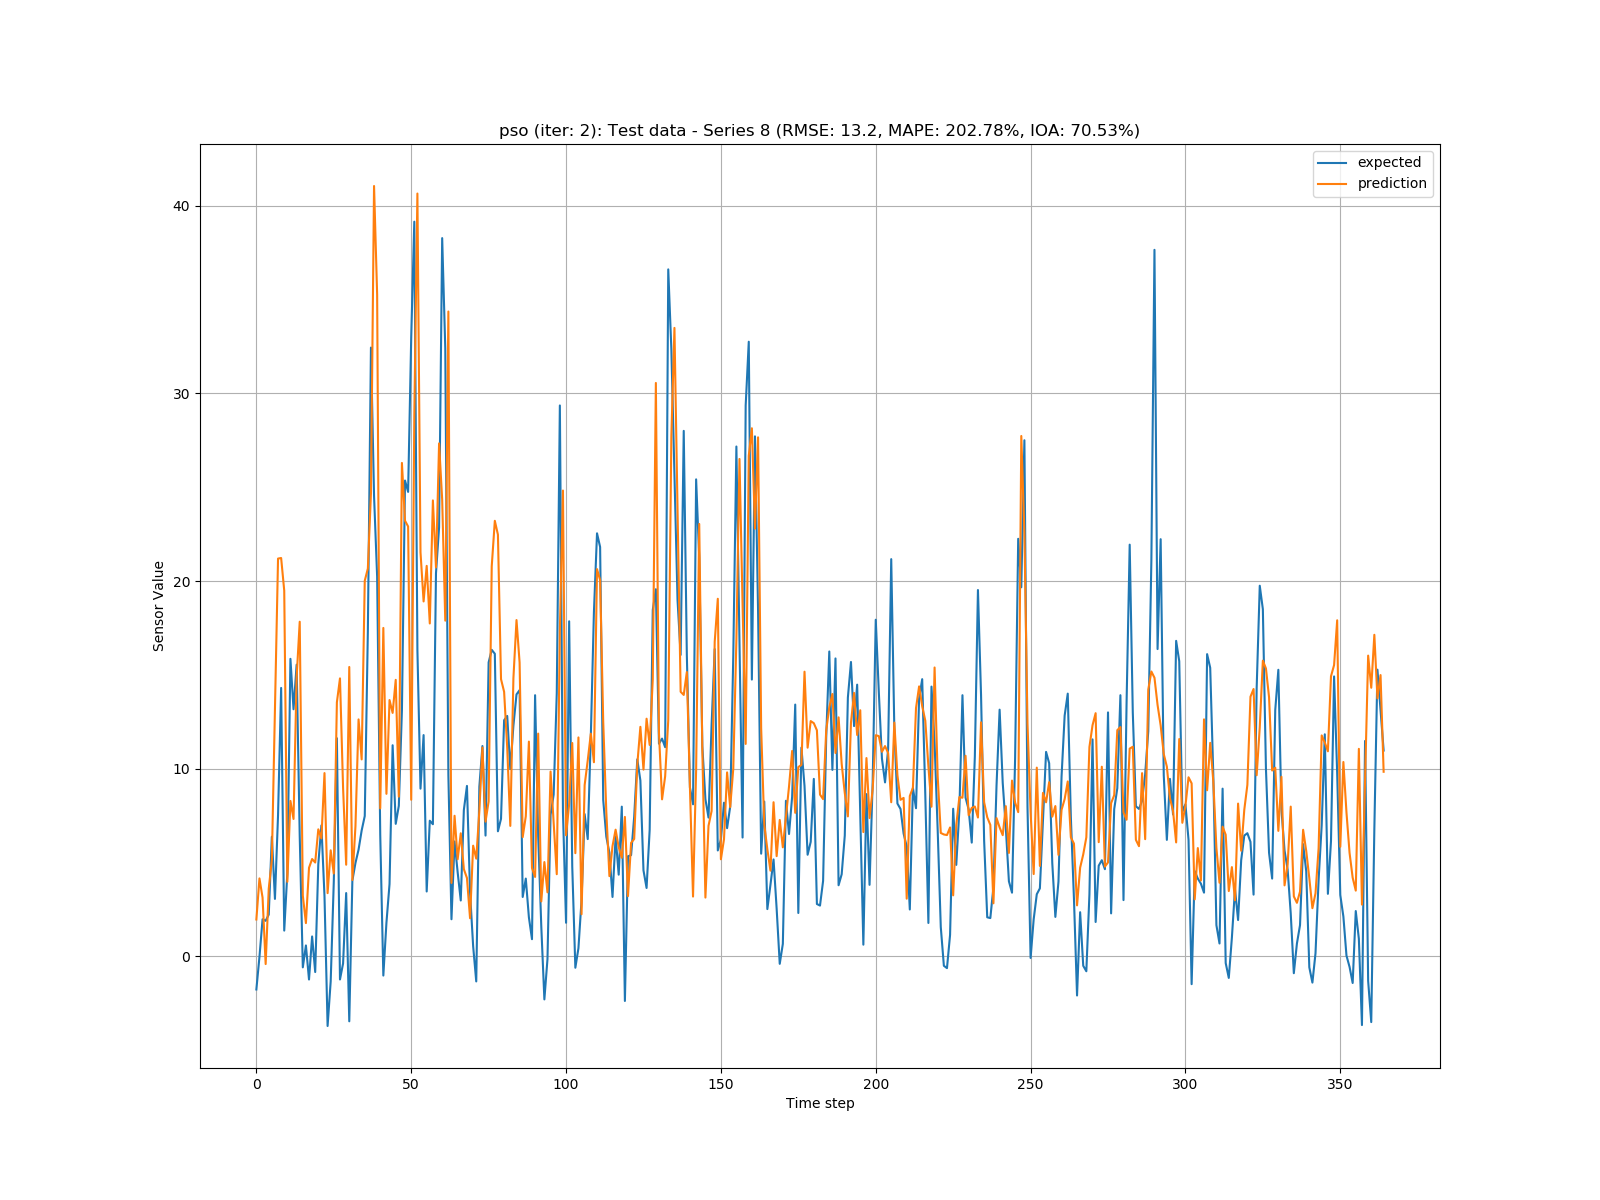 pso (iter: 2): Test data - Series 8 (RMSE: 13.2, MAPE: 202.78%, IOA: 70.53%)
expected
prediction
Sensor Value
40
30
20
10
0
0 50 100 150 200 250 300 350
Time step